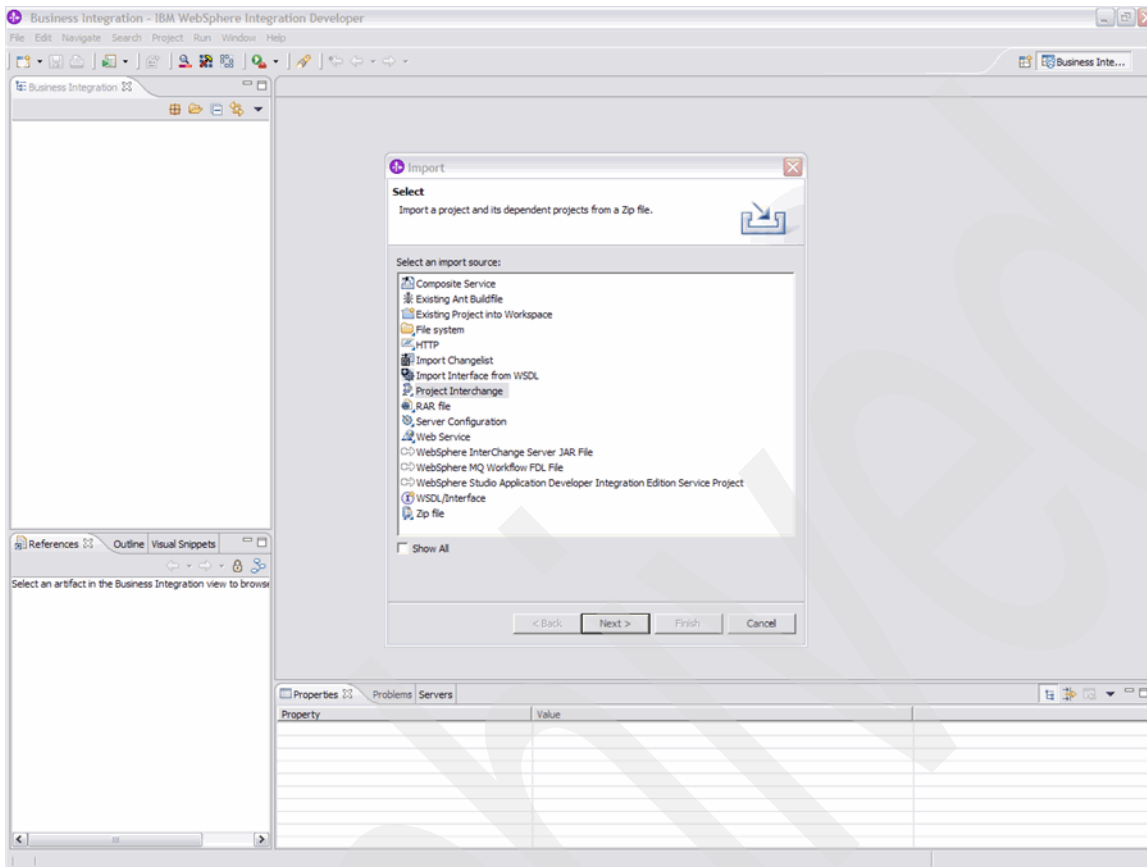 Business Integration - IBM WebSphere Integration Developer
File Edit Navigate Search Project Run Window Help
Business Inte...
Business Integration
Import
Select
Import a project and its dependent projects from a Zip file.
Select an import source:
Composite Service
Existing Ant Buildfile
Existing Project into Workspace
File system
HTTP
Import Changelist
Import Interface from WSDL
Project Interchange
RAR file
Server Configuration
Web Service
WebSphere InterChange Server JAR File
WebSphere MQ Workflow FDL File
WebSphere Studio Application Developer Integration Edition Service Project
WSDL/Interface
Zip file
Show All
< Back Next > Finish Cancel
References Outline Visual Snippets
Select an artifact in the Business Integration view to browse
Properties Problems Servers
Property Value